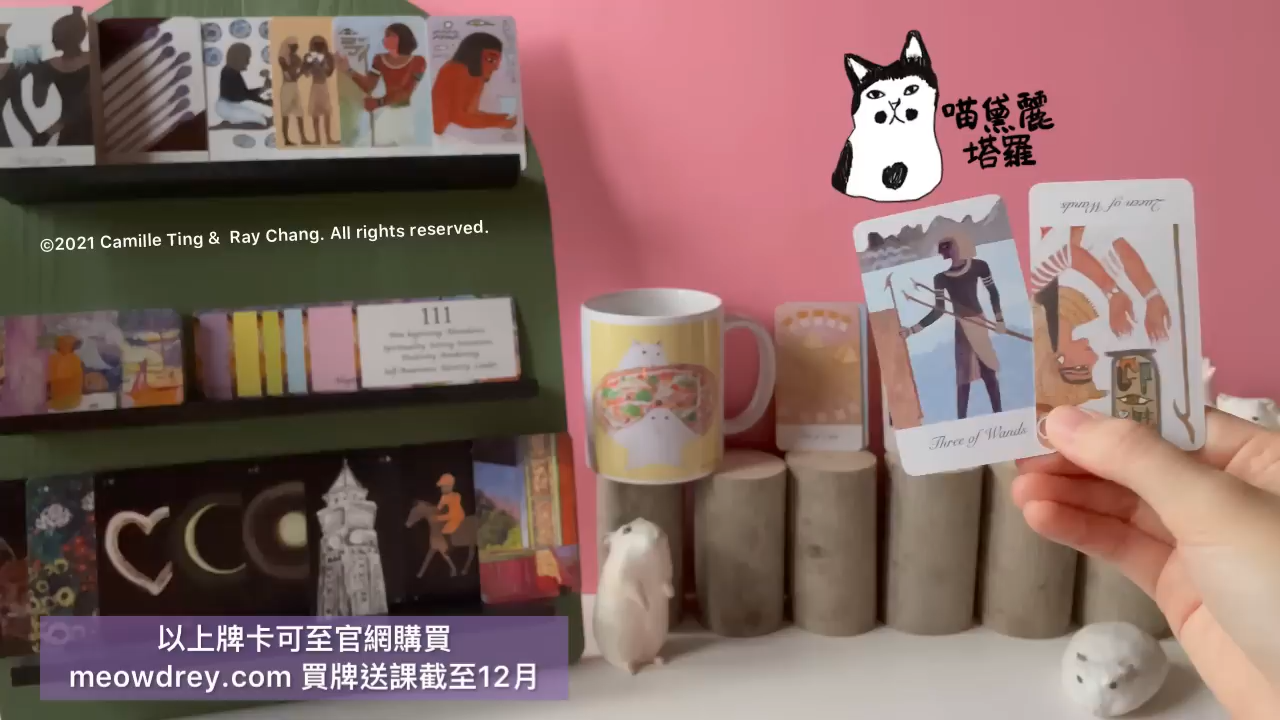 喵黛麗
塔羅
©2021 Camille Ting & Ray Chang. All rights reserved.
Queen of Wands
111
Three of Wands
以上牌卡可至官網購買
meowdrey.com 買牌送課截至12月